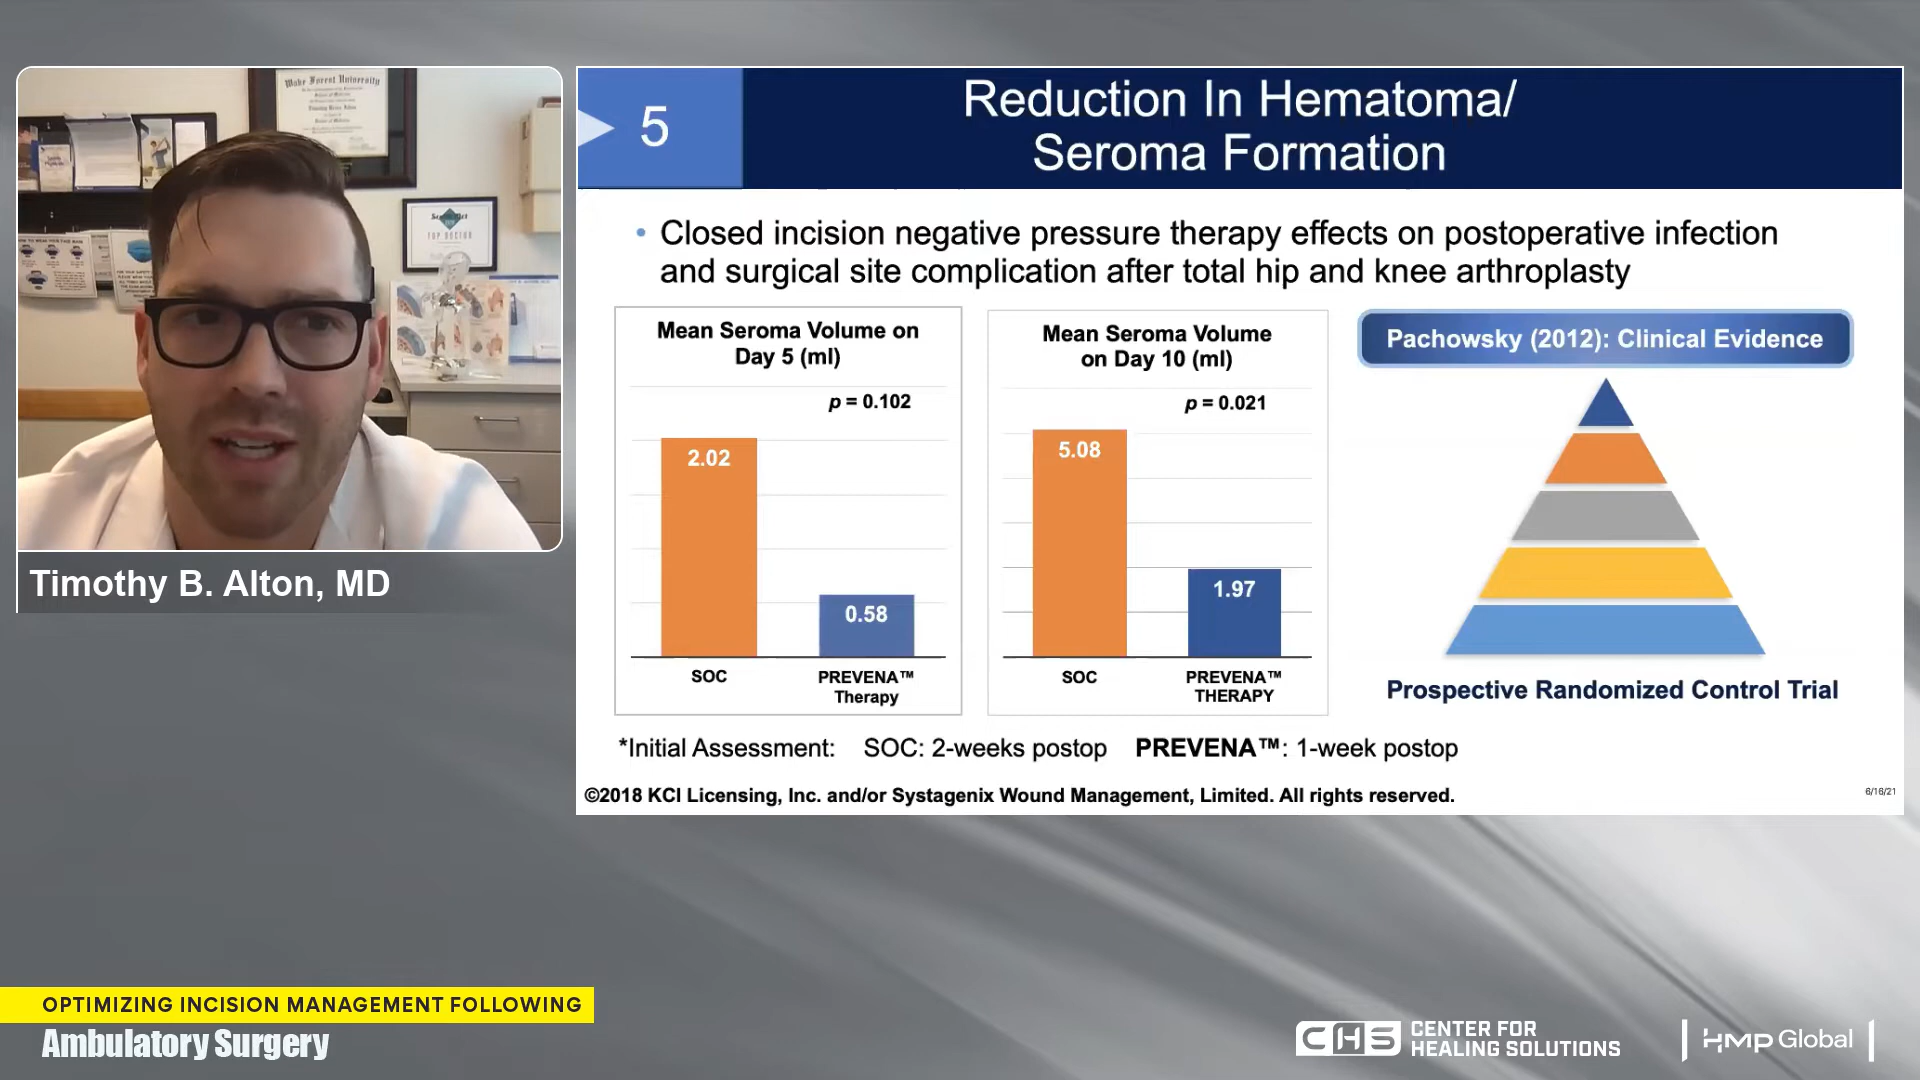 Wake Forest University
TOP DOCTOR
Timothy B. Alton, MD
5
Reduction In Hematoma/
Seroma Formation
• Closed incision negative pressure therapy effects on postoperative infection
and surgical site complication after total hip and knee arthroplasty
Mean Seroma Volume on
Day 5 (ml)
p = 0.102
2.02
0.58
SOC
PREVENA™
Therapy
Mean Seroma Volume
on Day 10 (ml)
p = 0.021
5.08
1.97
SOC
PREVENA™
THERAPY
Pachowsky (2012): Clinical Evidence
Prospective Randomized Control Trial
*Initial Assessment: SOC: 2-weeks postop PREVENA™: 1-week postop
©2018 KCI Licensing, Inc. and/or Systagenix Wound Management, Limited. All rights reserved.
6/16/21
OPTIMIZING INCISION MANAGEMENT FOLLOWING
Ambulatory Surgery
CHS CENTER FOR
HEALING SOLUTIONS
HMP Global